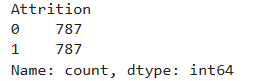 Attrition
0    787
1    787
Name: count, dtype: int64